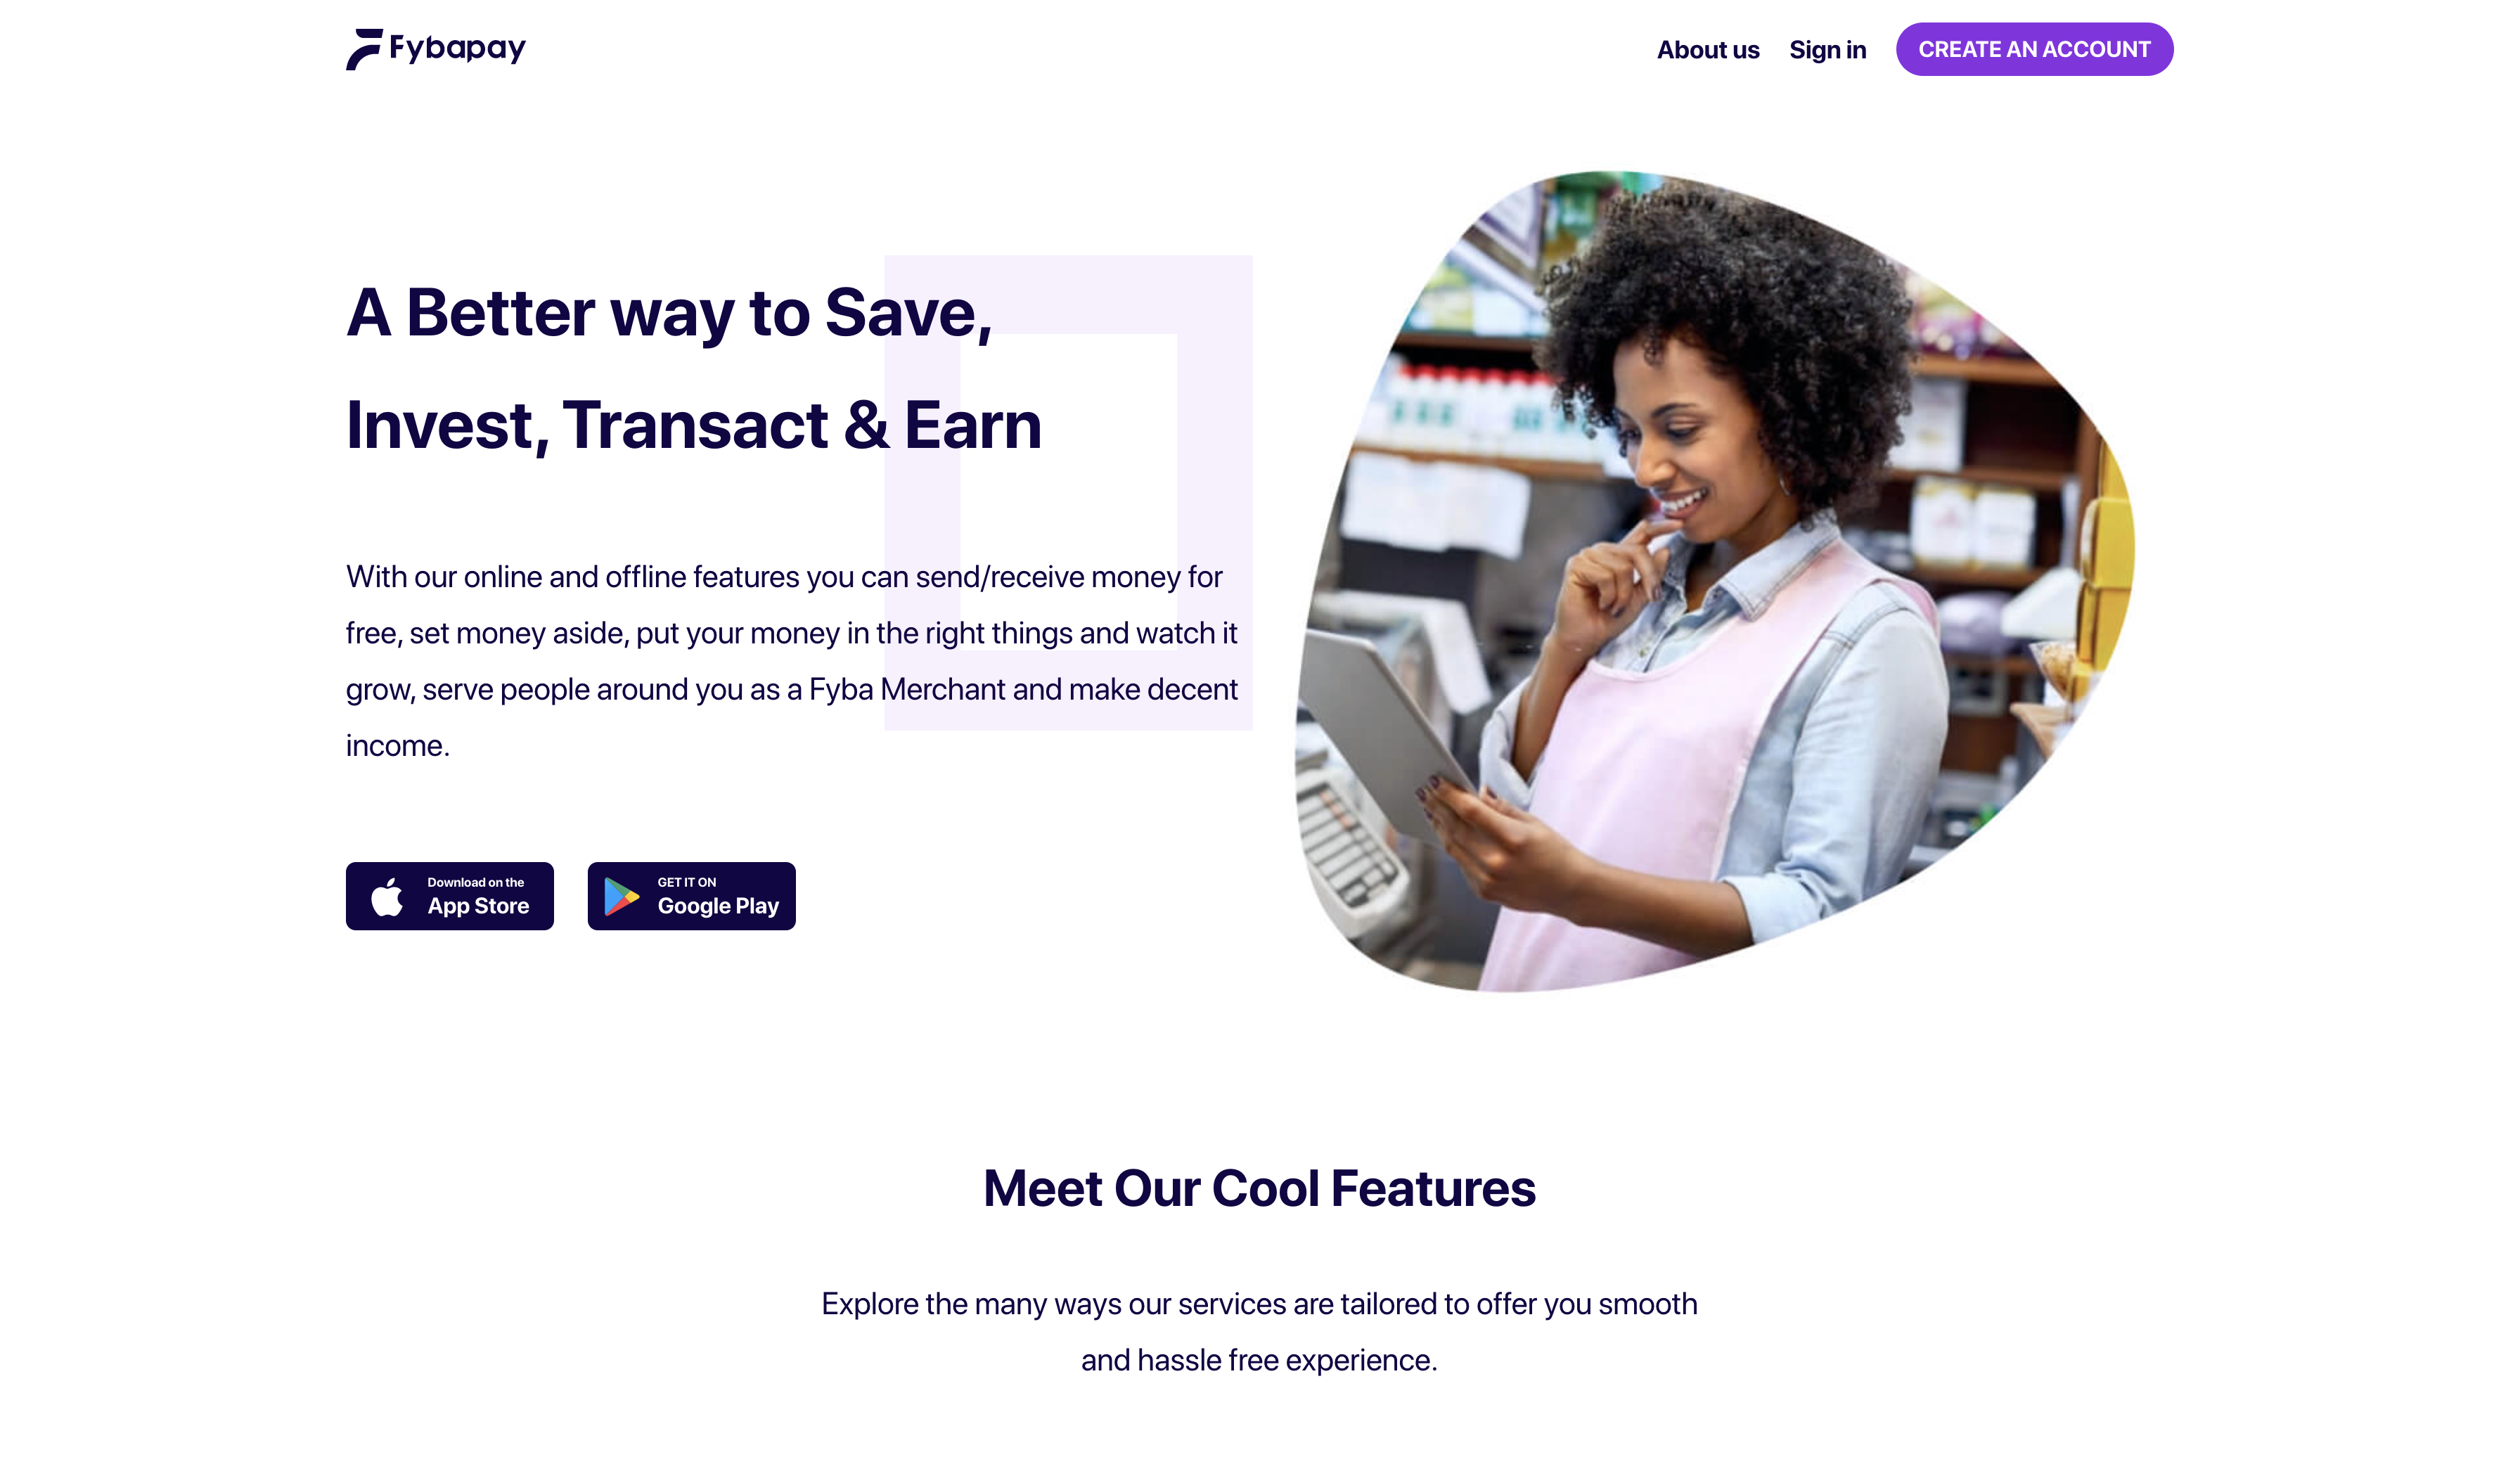 Fybapay
About us
Sign in
CREATE AN ACCOUNT
A Better way to Save,
Invest, Transact & Earn
With our online and offline features you can send/receive money for
free, set money aside, put your money in the right things and watch it
grow, serve people around you as a Fyba Merchant and make decent
income.
Download on the
App Store
GET IT ON
Google Play
Meet Our Cool Features
Explore the many ways our services are tailored to offer you smooth
and hassle free experience.